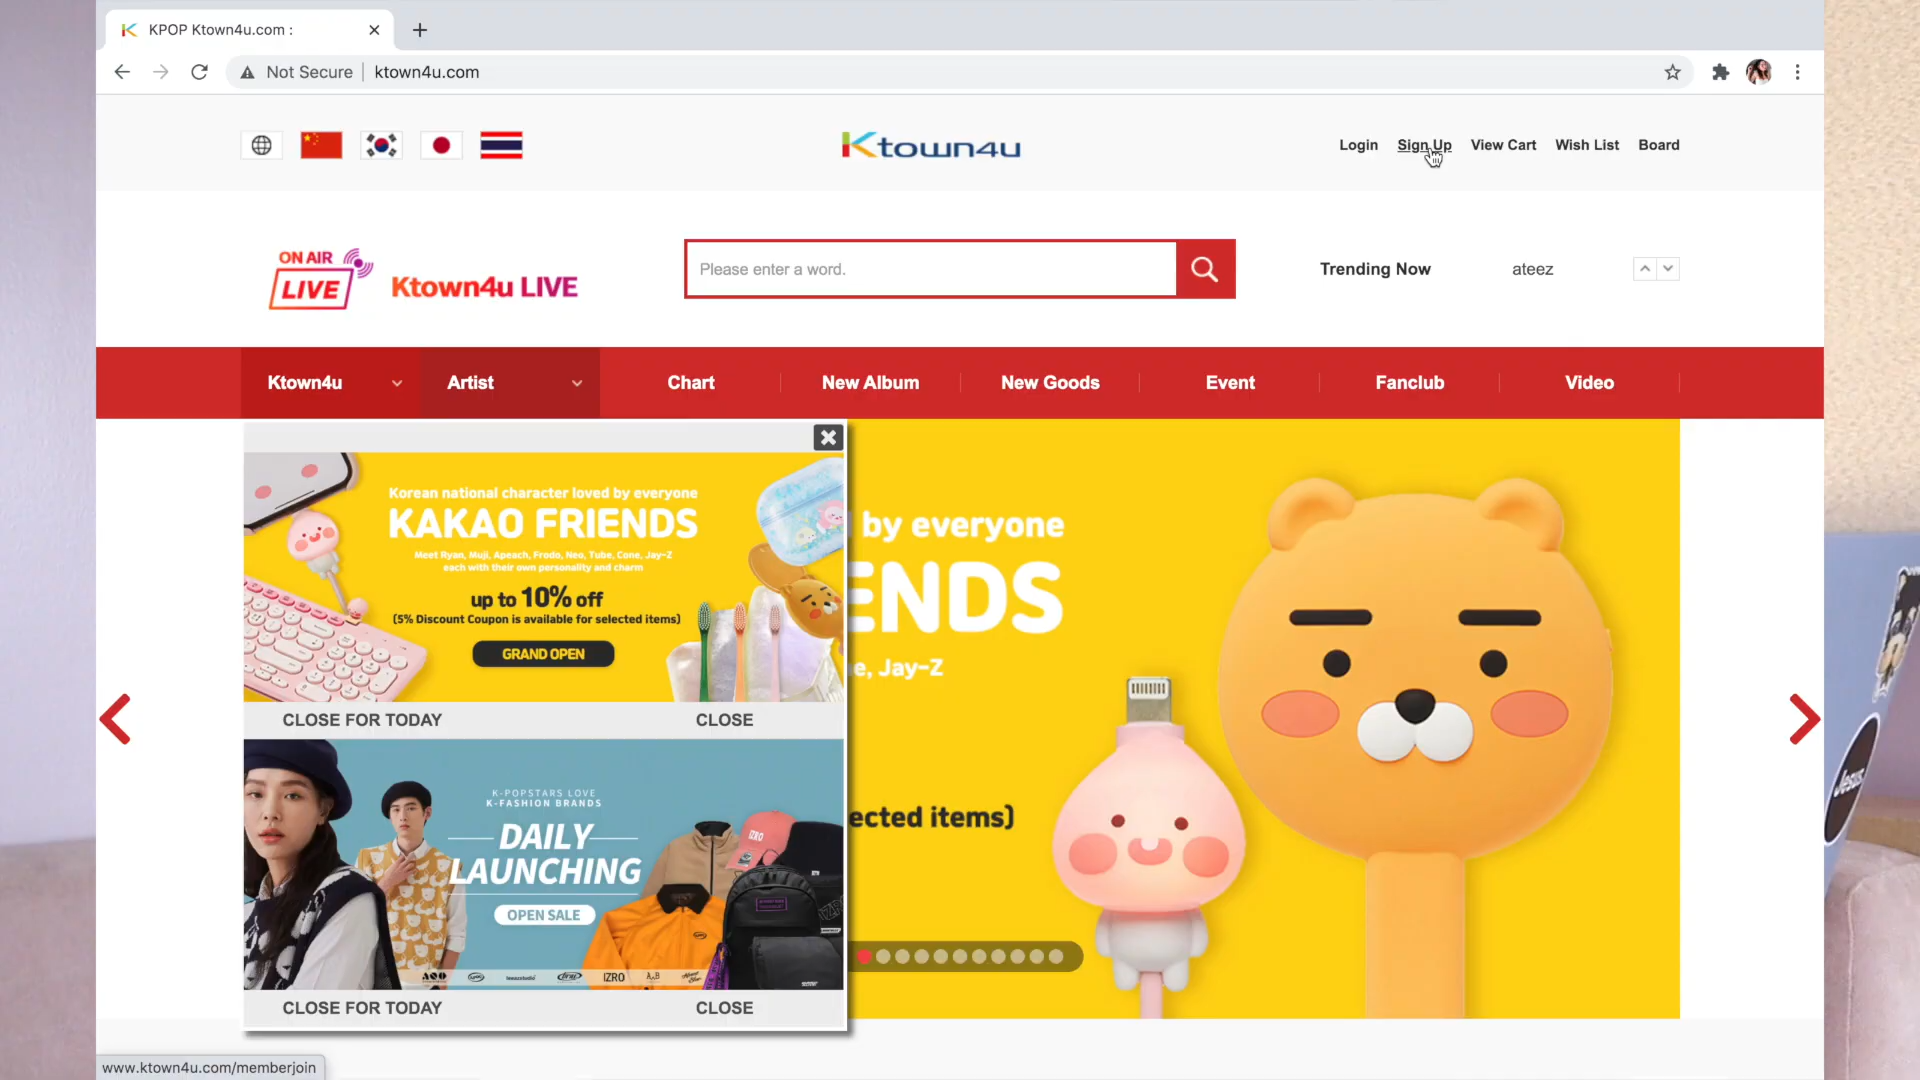 KPOP Ktown4u.com :
Not Secure
ktown4u.com
Ktown4u
Login
Sign Up
View Cart
Wish List
Board
ON AIR
LIVE
Ktown4u LIVE
Please enter a word.
Trending Now
ateez
Ktown4u
Artist
Chart
New Album
New Goods
Event
Fanclub
Video
Korean national character loved by everyone
KAKAO FRIENDS
Meet Ryan, Muji, Apeach, Frodo, Neo, Tube, Cone, Jay-Z
each with their own personality and charm
up to 10% off
(5% Discount Coupon is available for selected items)
GRAND OPEN
CLOSE FOR TODAY
CLOSE
by everyone
ENDS
e, Jay-Z
ected items)
K-POPSTARS LOVE
K-FASHION BRANDS
DAILY
LAUNCHING
OPEN SALE
IZRO
IZRO
CLOSE FOR TODAY
CLOSE
www.ktown4u.com/memberjoin
Jesus